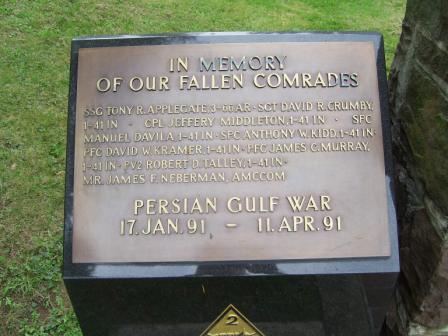 IN MEMORY
OF OUR FALLEN COMRADES
SSG TONY R. APPLEGATE, 3-66 AR · SGT DAVID R. CRUMBY,
1-41 IN · CPL JEFFERY MIDDLETON, 1-41 IN · SFC
MANUEL DAVILA, 1-41 IN · SPC ANTHONY W. KIDD, 1-41 IN ·
PFC DAVID W. KRAMER, 1-41 IN · PFC JAMES C. MURRAY,
1-41 IN · PV2 ROBERT D. TALLEY, 1-41 IN ·
MR. JAMES F. NEBERMAN, AMCCOM
PERSIAN GULF WAR
17. JAN. 91 – 11. APR. 91
2